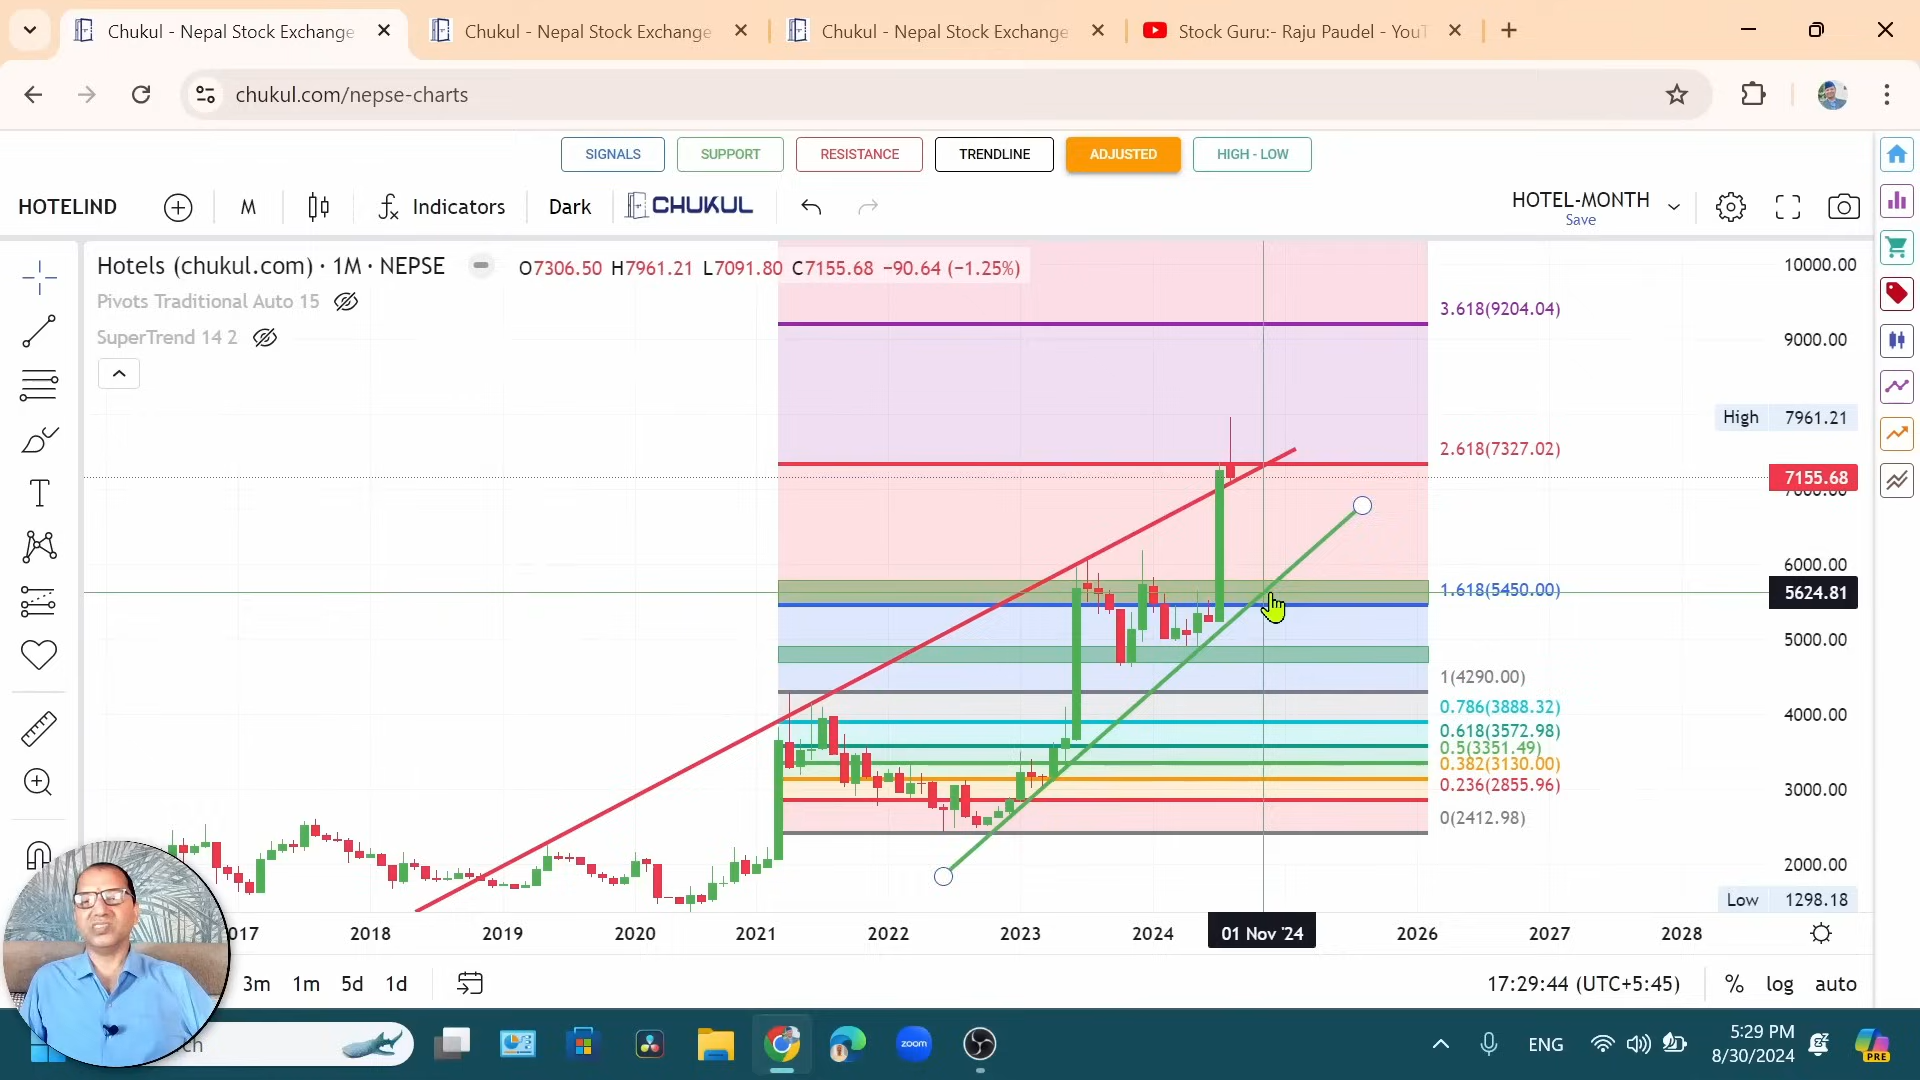 Chukul - Nepal Stock Exchange
Chukul - Nepal Stock Exchange
Chukul - Nepal Stock Exchange
Stock Guru:- Raju Paudel - YouT
chukul.com/nepse-charts
SIGNALS
SUPPORT
RESISTANCE
TRENDLINE
ADJUSTED
HIGH - LOW
HOTELIND
M
Indicators
Dark
CHUKUL
HOTEL-MONTH
Save
Hotels (chukul.com) · 1M · NEPSE
O7306.50 H7961.21 L7091.80 C7155.68 −90.64 (−1.25%)
Pivots Traditional Auto 15
SuperTrend 14 2
3.618(9204.04)
2.618(7327.02)
1.618(5450.00)
1(4290.00)
0.786(3888.32)
0.618(3572.98)
0.5(3351.49)
0.382(3130.00)
0.236(2855.96)
0(2412.98)
10000.00
9000.00
High 7961.21
7155.68
6000.00
5624.81
5000.00
4000.00
3000.00
2000.00
Low 1298.18
017 2018 2019 2020 2021 2022 2023 2024 01 Nov '24 2026 2027 2028
3m 1m 5d 1d
17:29:44 (UTC+5:45)
% log auto
ch
zoom
ENG
5:29 PM
8/30/2024
PRE